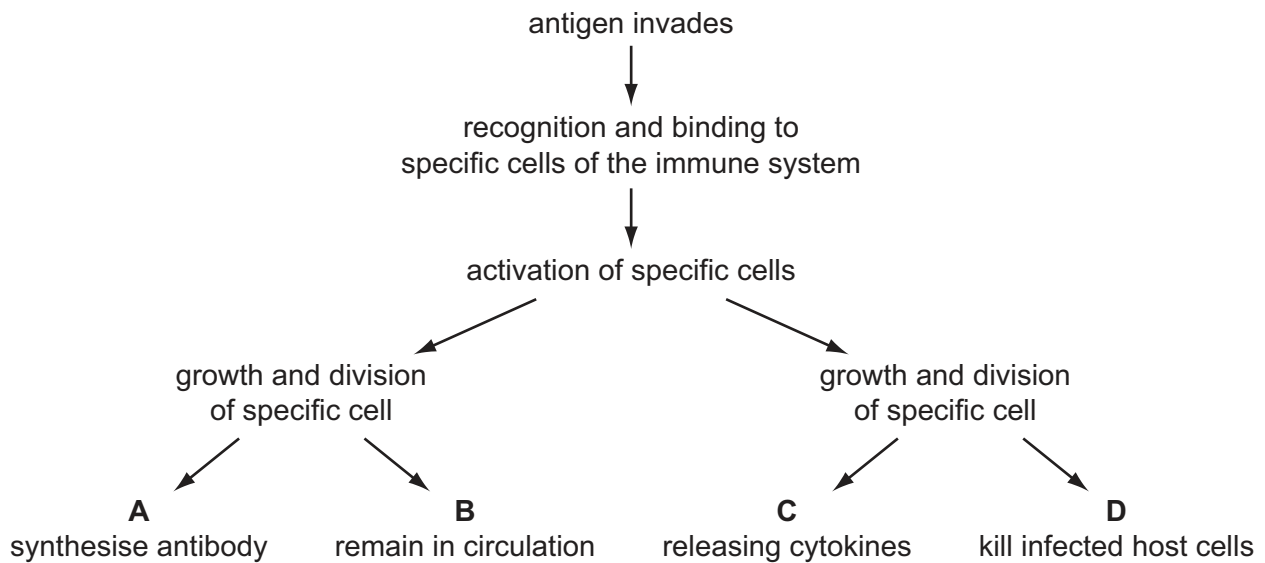 antigen invades
recognition and binding to
specific cells of the immune system
activation of specific cells
growth and division
of specific cell
growth and division
of specific cell
A
synthesise antibody
B
remain in circulation
C
releasing cytokines
D
kill infected host cells